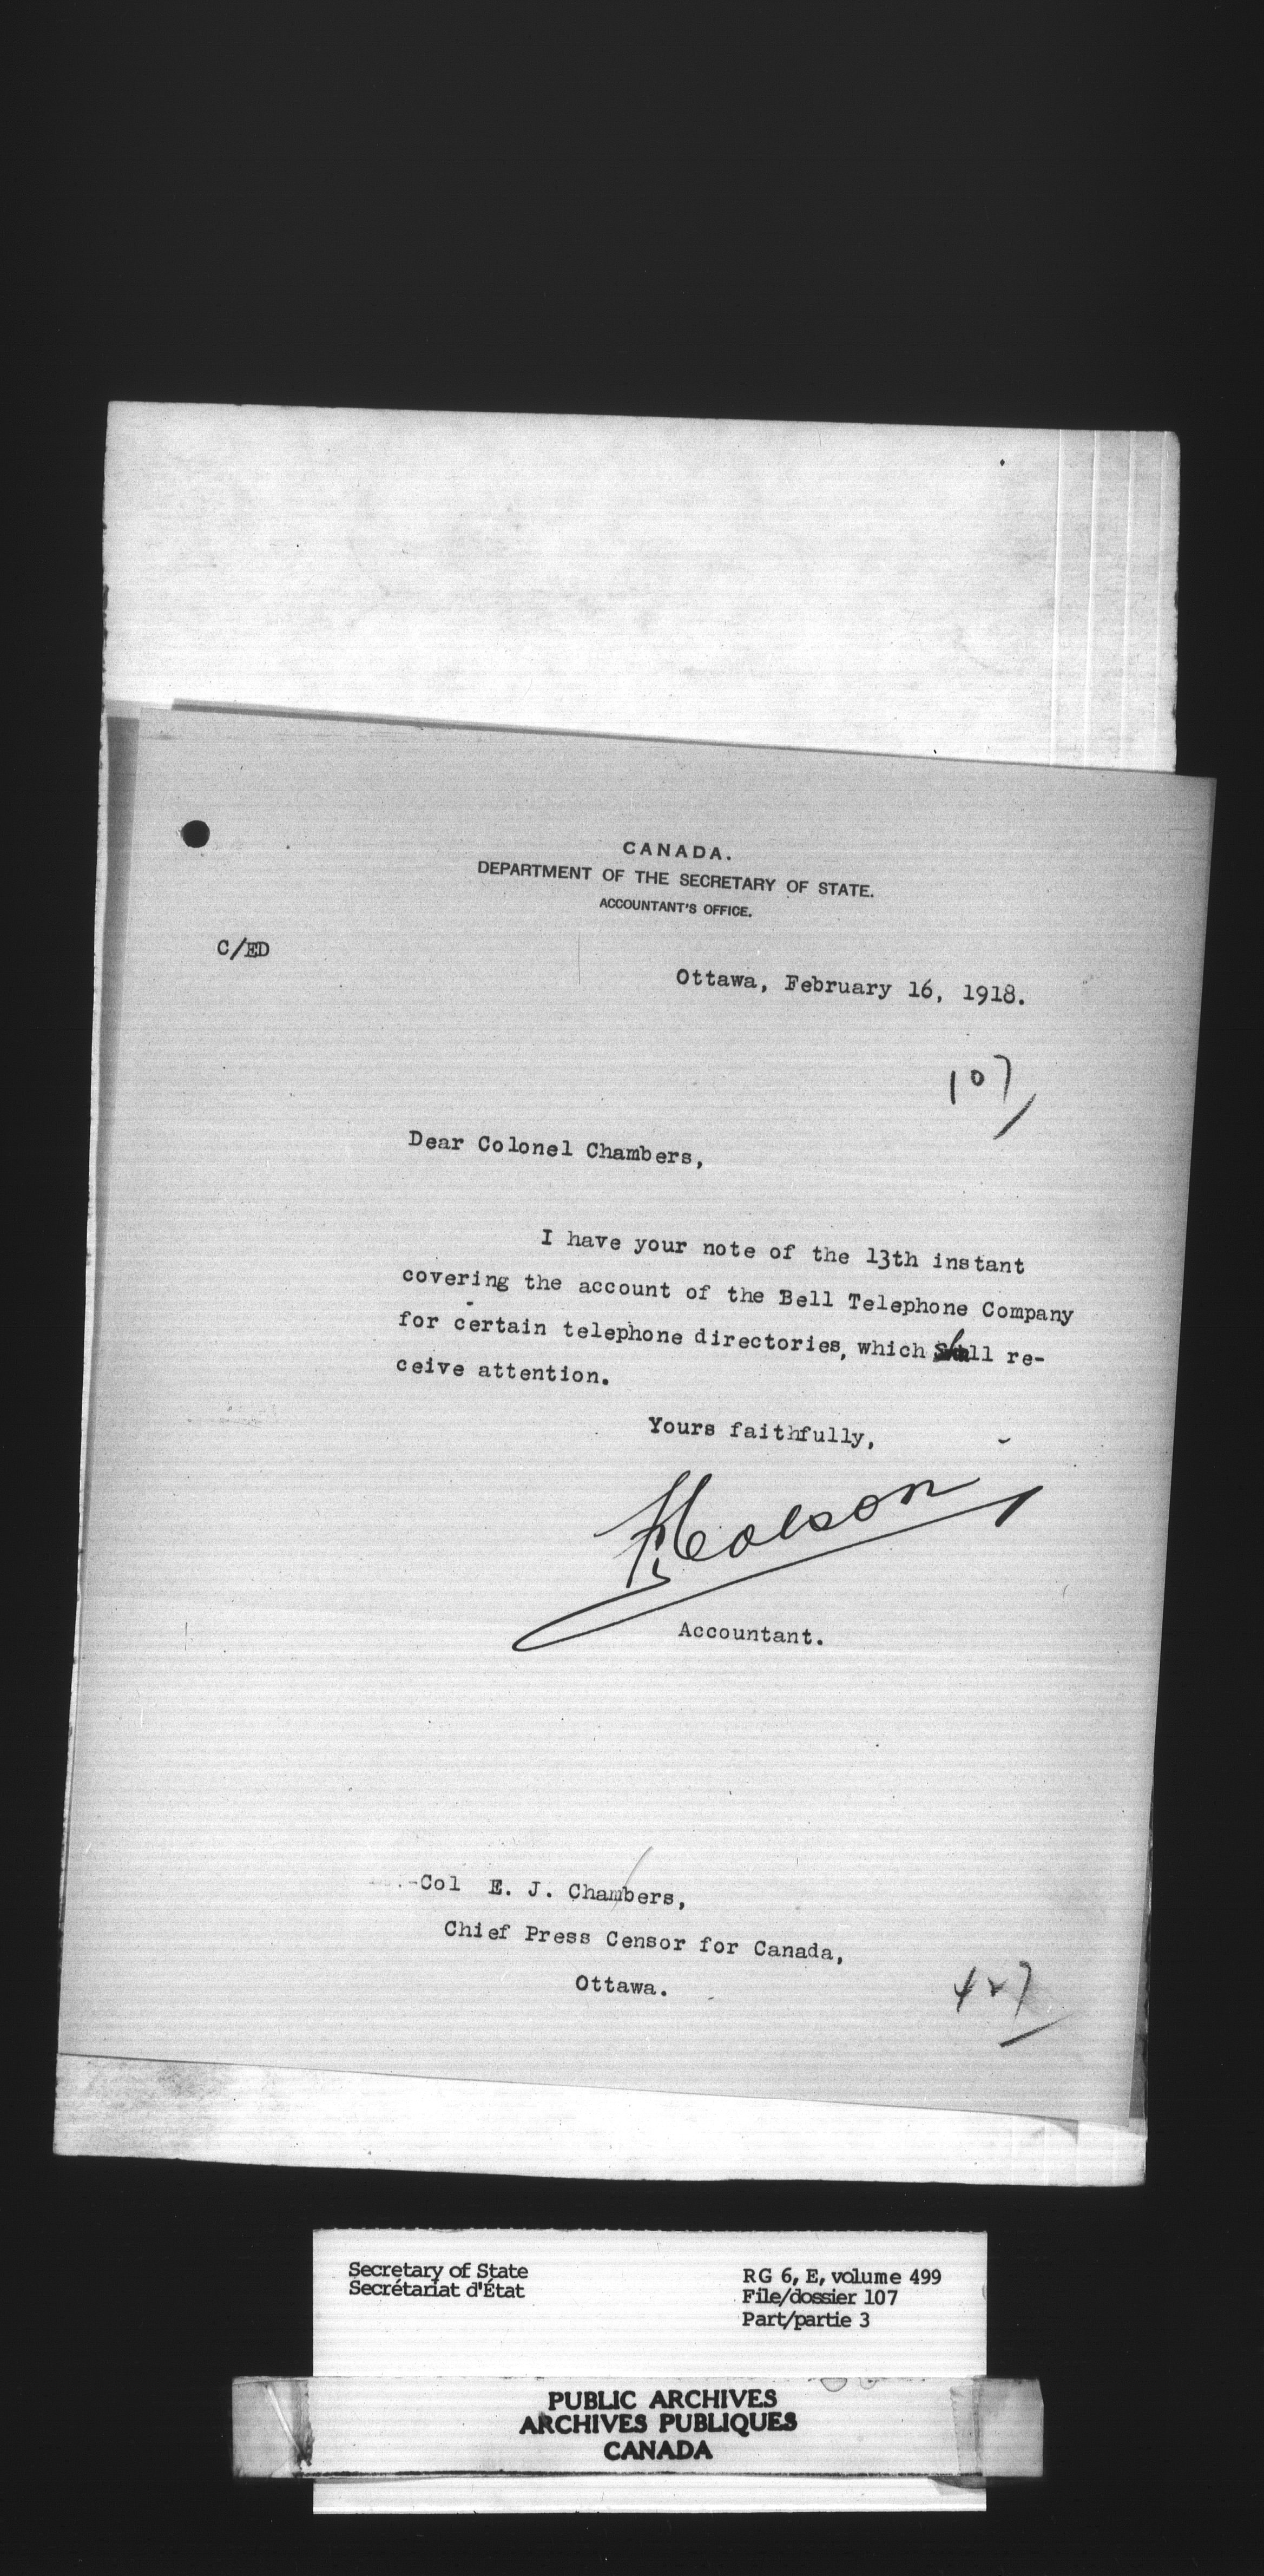 CANADA.
DEPARTMENT OF THE SECRETARY OF STATE.
ACCOUNTANT'S OFFICE.
C/ED
Ottawa, February 16, 1918.
107
Dear Colonel Chambers,
I have your note of the 13th instant
covering the account of the Bell Telephone Company
for certain telephone directories, which shall re-
ceive attention.
Yours faithfully,
Colson
Accountant.
-Col E. J. Chambers,
Chief Press Censor for Canada,
Ottawa.
Secretary of State
Secrétariat d'État
RG 6, E, volume 499
File/dossier 107
Part/partie 3
PUBLIC ARCHIVES
ARCHIVES PUBLIQUES
CANADA